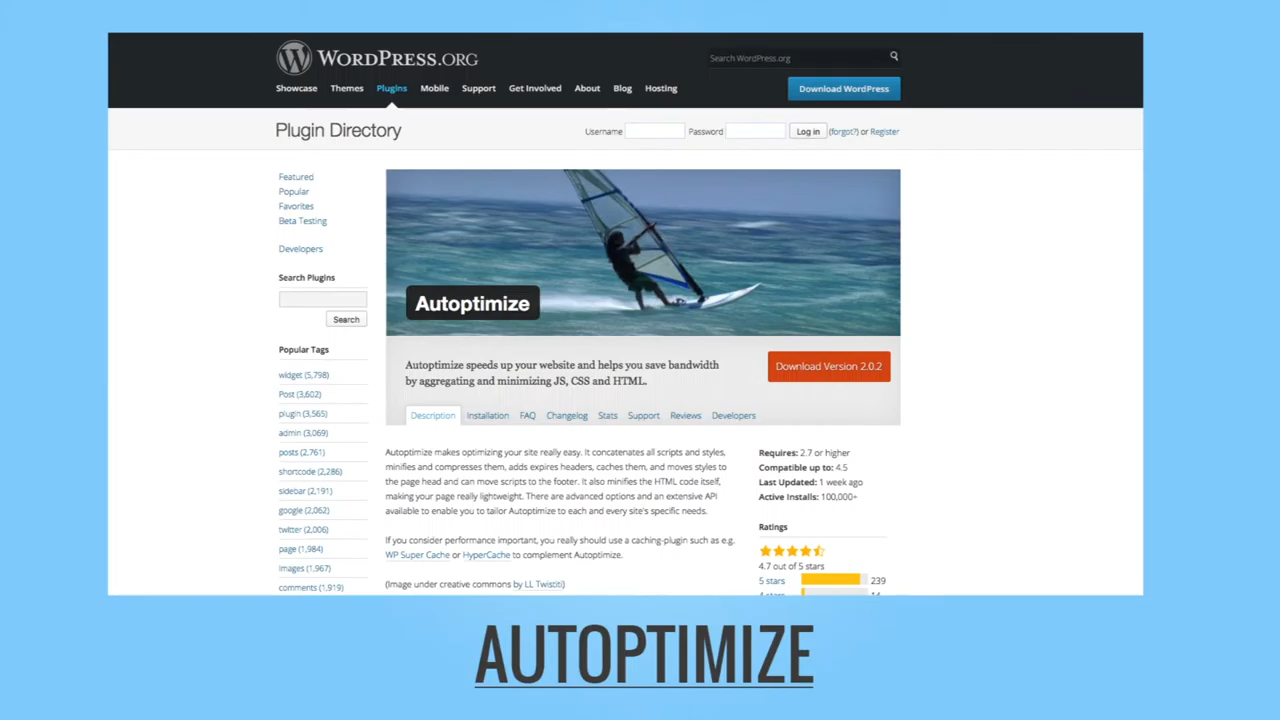 WORDPRESS.ORG
Search WordPress.org
Showcase Themes Plugins Mobile Support Get Involved About Blog Hosting
Download WordPress
Plugin Directory
Username Password Log in (forgot?) or Register
Featured
Popular
Favorites
Beta Testing
Developers
Search Plugins
Search
Popular Tags
widget (5,798)
Post (3,602)
plugin (3,565)
admin (3,069)
posts (2,761)
shortcode (2,286)
sidebar (2,191)
google (2,062)
twitter (2,006)
page (1,984)
images (1,967)
comments (1,919)
Autoptimize
Autoptimize speeds up your website and helps you save bandwidth
by aggregating and minimizing JS, CSS and HTML.
Download Version 2.0.2
Description Installation FAQ Changelog Stats Support Reviews Developers
Autoptimize makes optimizing your site really easy. It concatenates all scripts and styles,
minifies and compresses them, adds expires headers, caches them, and moves styles to
the page head and can move scripts to the footer. It also minifies the HTML code itself,
making your page really lightweight. There are advanced options and an extensive API
available to enable you to tailor Autoptimize to each and every site's specific needs.
If you consider performance important, you really should use a caching-plugin such as e.g.
WP Super Cache or HyperCache to complement Autoptimize.
(Image under creative commons by LL Twistiti)
Requires: 2.7 or higher
Compatible up to: 4.5
Last Updated: 1 week ago
Active Installs: 100,000+
Ratings
4.7 out of 5 stars
5 stars 239
AUTOPTIMIZE